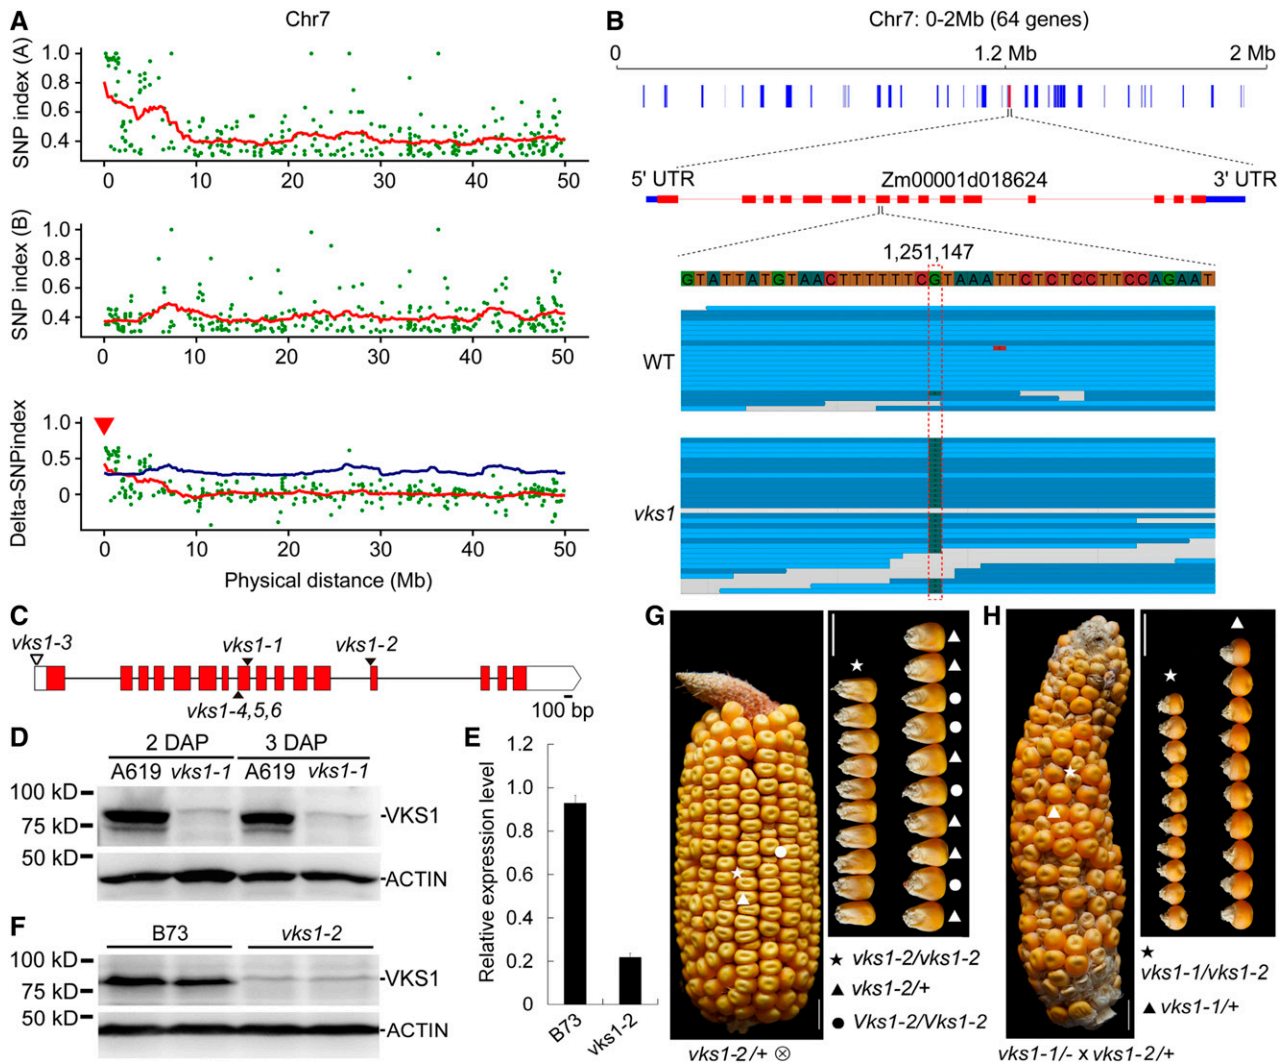 A
Chr7
SNP index (A)
1.0
0.8
0.6
0.4
0 10 20 30 40 50
SNP index (B)
1.0
0.8
0.6
0.4
0 10 20 30 40 50
Delta-SNPindex
1.0
0.5
0
0 10 20 30 40 50
Physical distance (Mb)
B
Chr7: 0-2Mb (64 genes)
0 1.2 Mb 2 Mb
5' UTR Zm00001d018624 3' UTR
1,251,147
GTATTATGTAACTTTTTTCGTAAATTCTCTCCTTCCAGAAT
WT
vks1
C
vks1-3 vks1-1 vks1-2
vks1-4,5,6
100 bp
D
2 DAP 3 DAP
A619 vks1-1 A619 vks1-1
100 kD
75 kD
-VKS1
50 kD
-ACTIN
E
Relative expression level
1.2
1.0
0.8
0.6
0.4
0.2
0
B73 vks1-2
F
B73 vks1-2
100 kD
75 kD
-VKS1
50 kD
-ACTIN
G
★ vks1-2/vks1-2
▲ vks1-2/+
● Vks1-2/Vks1-2
vks1-2/+ ⊗
H
★
vks1-1/vks1-2
▲ vks1-1/+
vks1-1/- x vks1-2/+